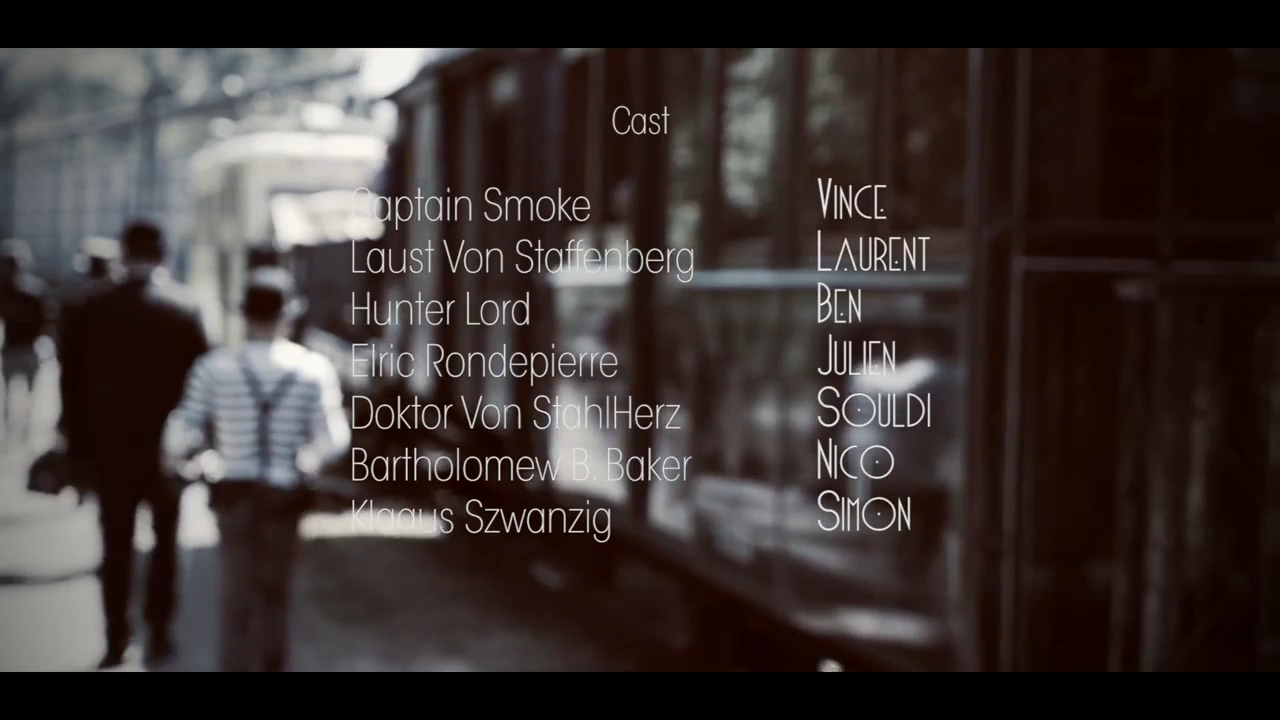 Cast
Captain Smoke VINCE
Laust Von Staffenberg LAURENT
Hunter Lord BEN
Elric Rondepierre JULIEN
Doktor Von StahlHerz SOULDI
Bartholomew B. Baker NICO
Klaaus Szwanzig SIMON